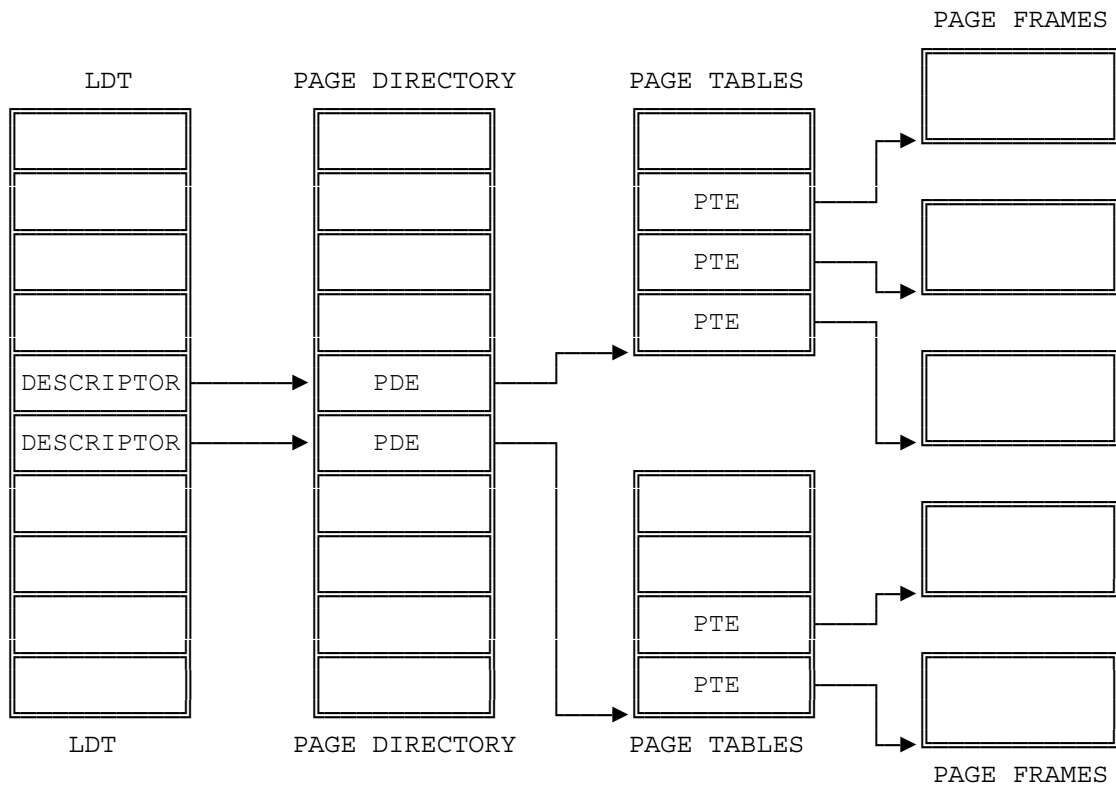 PAGE FRAMES
LDT PAGE DIRECTORY PAGE TABLES
PTE
PTE
PTE
DESCRIPTOR PDE
DESCRIPTOR PDE
PTE
PTE
LDT PAGE DIRECTORY PAGE TABLES
PAGE FRAMES